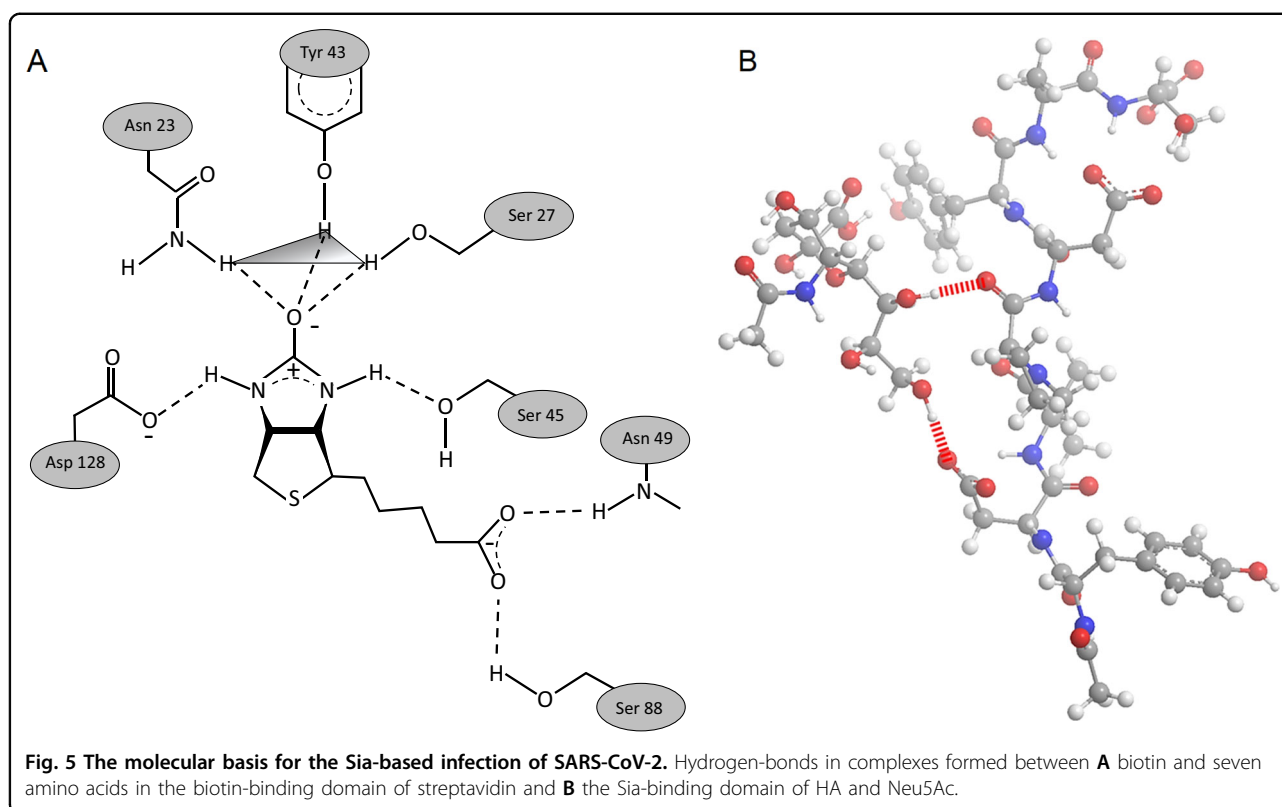 A
B
Tyr 43
Asn 23
O
O
H
Ser 27
N
H
H
H
O
O
-
O
H
N
+
N
H
O
-
Asp 128
O
H
Ser 45
S
Asn 49
O
H
N
-
O
H
O
Ser 88
Fig. 5 The molecular basis for the Sia-based infection of SARS-CoV-2. Hydrogen-bonds in complexes formed between A biotin and seven
amino acids in the biotin-binding domain of streptavidin and B the Sia-binding domain of HA and Neu5Ac.